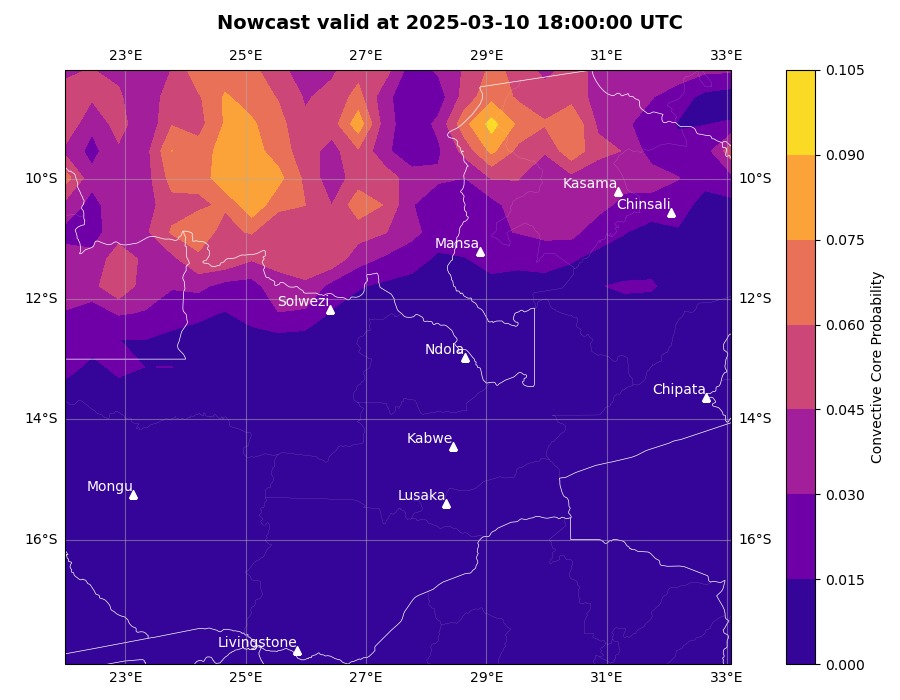 Nowcast valid at 2025-03-10 18:00:00 UTC
23°E 25°E 27°E 29°E 31°E 33°E
0.105
0.090
10°S 10°S
Kasama
Chinsali
0.075
Mansa
12°S 12°S
Solwezi
0.060
Ndola
Chipata
0.045
14°S 14°S
Kabwe
Mongu
Lusaka
0.030
16°S 16°S
0.015
Livingstone
0.000
23°E 25°E 27°E 29°E 31°E 33°E
Convective Core Probability